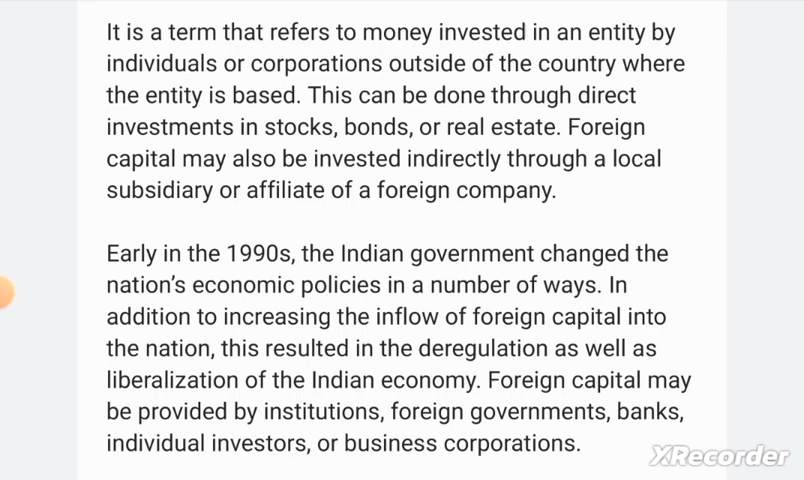 It is a term that refers to money invested in an entity by
individuals or corporations outside of the country where
the entity is based. This can be done through direct
investments in stocks, bonds, or real estate. Foreign
capital may also be invested indirectly through a local
subsidiary or affiliate of a foreign company.
Early in the 1990s, the Indian government changed the
nation’s economic policies in a number of ways. In
addition to increasing the inflow of foreign capital into
the nation, this resulted in the deregulation as well as
liberalization of the Indian economy. Foreign capital may
be provided by institutions, foreign governments, banks,
individual investors, or business corporations.
XRecorder